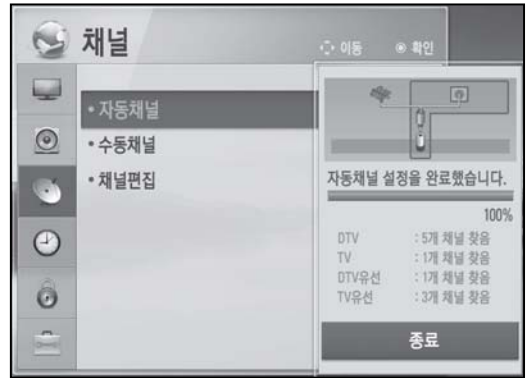 채널
이동 확인
• 자동채널
• 수동채널
• 채널편집
자동채널 설정을 완료했습니다.
100%
DTV : 5개 채널 찾음
TV : 1개 채널 찾음
DTV유선 : 1개 채널 찾음
TV유선 : 3개 채널 찾음
종료